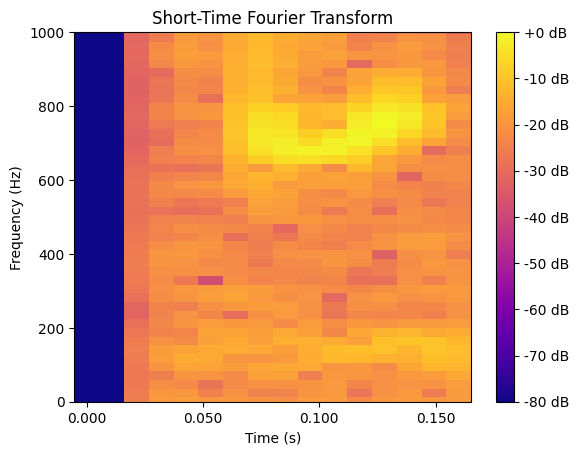 Short-Time Fourier Transform
1000
800
600
400
200
0
Frequency (Hz)
0.000
0.050
0.100
0.150
Time (s)
+0 dB
-10 dB
-20 dB
-30 dB
-40 dB
-50 dB
-60 dB
-70 dB
-80 dB